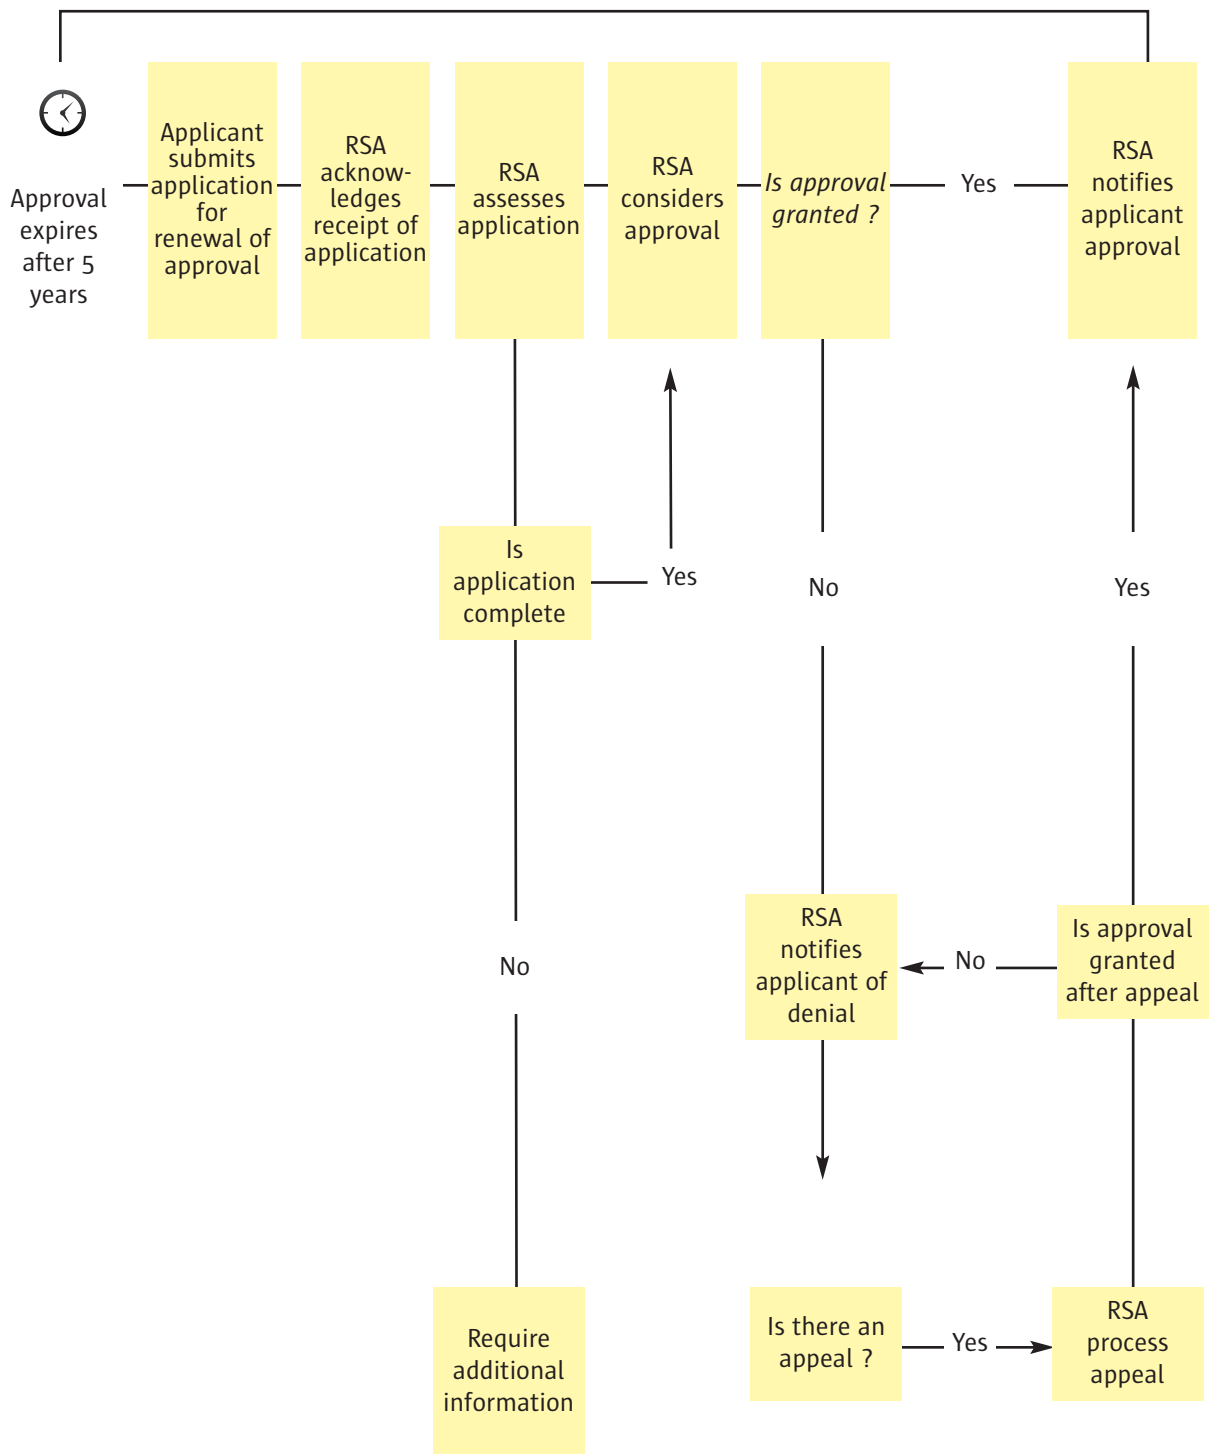 Approval
expires
after 5
years
Applicant
submits
application
for
renewal of
approval
RSA
acknow-
ledges
receipt of
application
RSA
assesses
application
RSA
considers
approval
Is approval
granted ?
Yes
RSA
notifies
applicant
approval
Is
application
complete
Yes
No
Yes
No
RSA
notifies
applicant of
denial
No
Is approval
granted
after appeal
Require
additional
information
Is there an
appeal ?
Yes
RSA
process
appeal